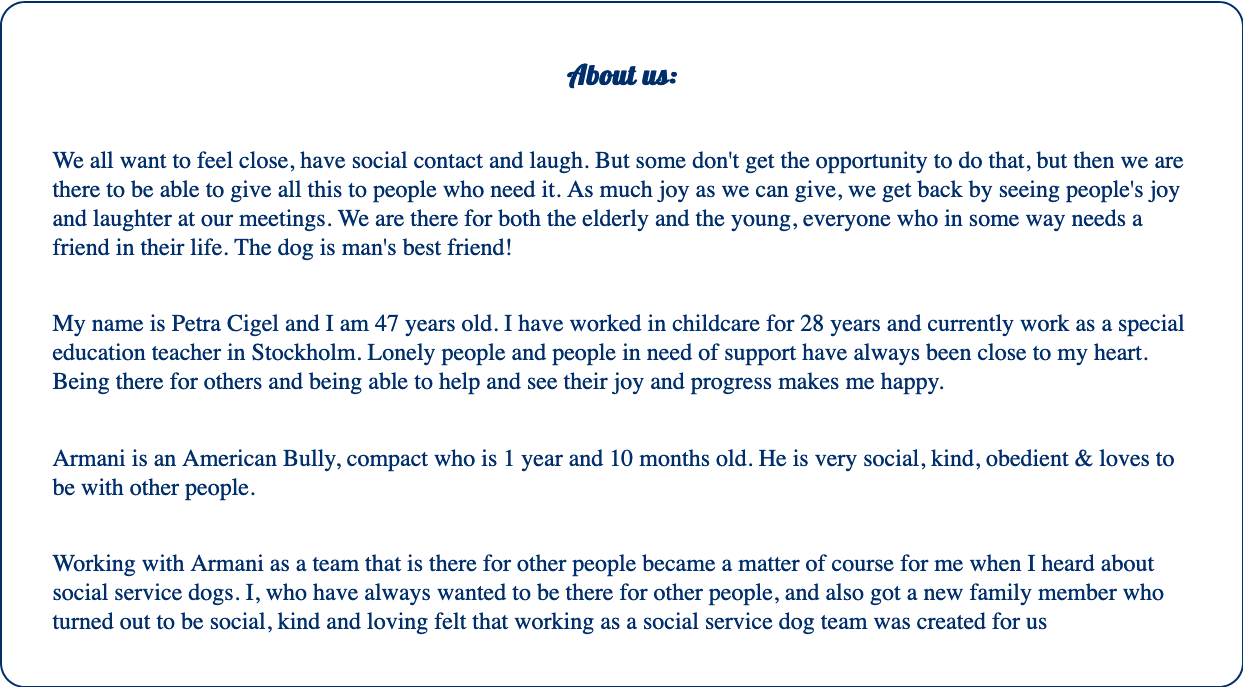 About us:
We all want to feel close, have social contact and laugh. But some don't get the opportunity to do that, but then we are
there to be able to give all this to people who need it. As much joy as we can give, we get back by seeing people's joy
and laughter at our meetings. We are there for both the elderly and the young, everyone who in some way needs a
friend in their life. The dog is man's best friend!
My name is Petra Cigel and I am 47 years old. I have worked in childcare for 28 years and currently work as a special
education teacher in Stockholm. Lonely people and people in need of support have always been close to my heart.
Being there for others and being able to help and see their joy and progress makes me happy.
Armani is an American Bully, compact who is 1 year and 10 months old. He is very social, kind, obedient & loves to
be with other people.
Working with Armani as a team that is there for other people became a matter of course for me when I heard about
social service dogs. I, who have always wanted to be there for other people, and also got a new family member who
turned out to be social, kind and loving felt that working as a social service dog team was created for us